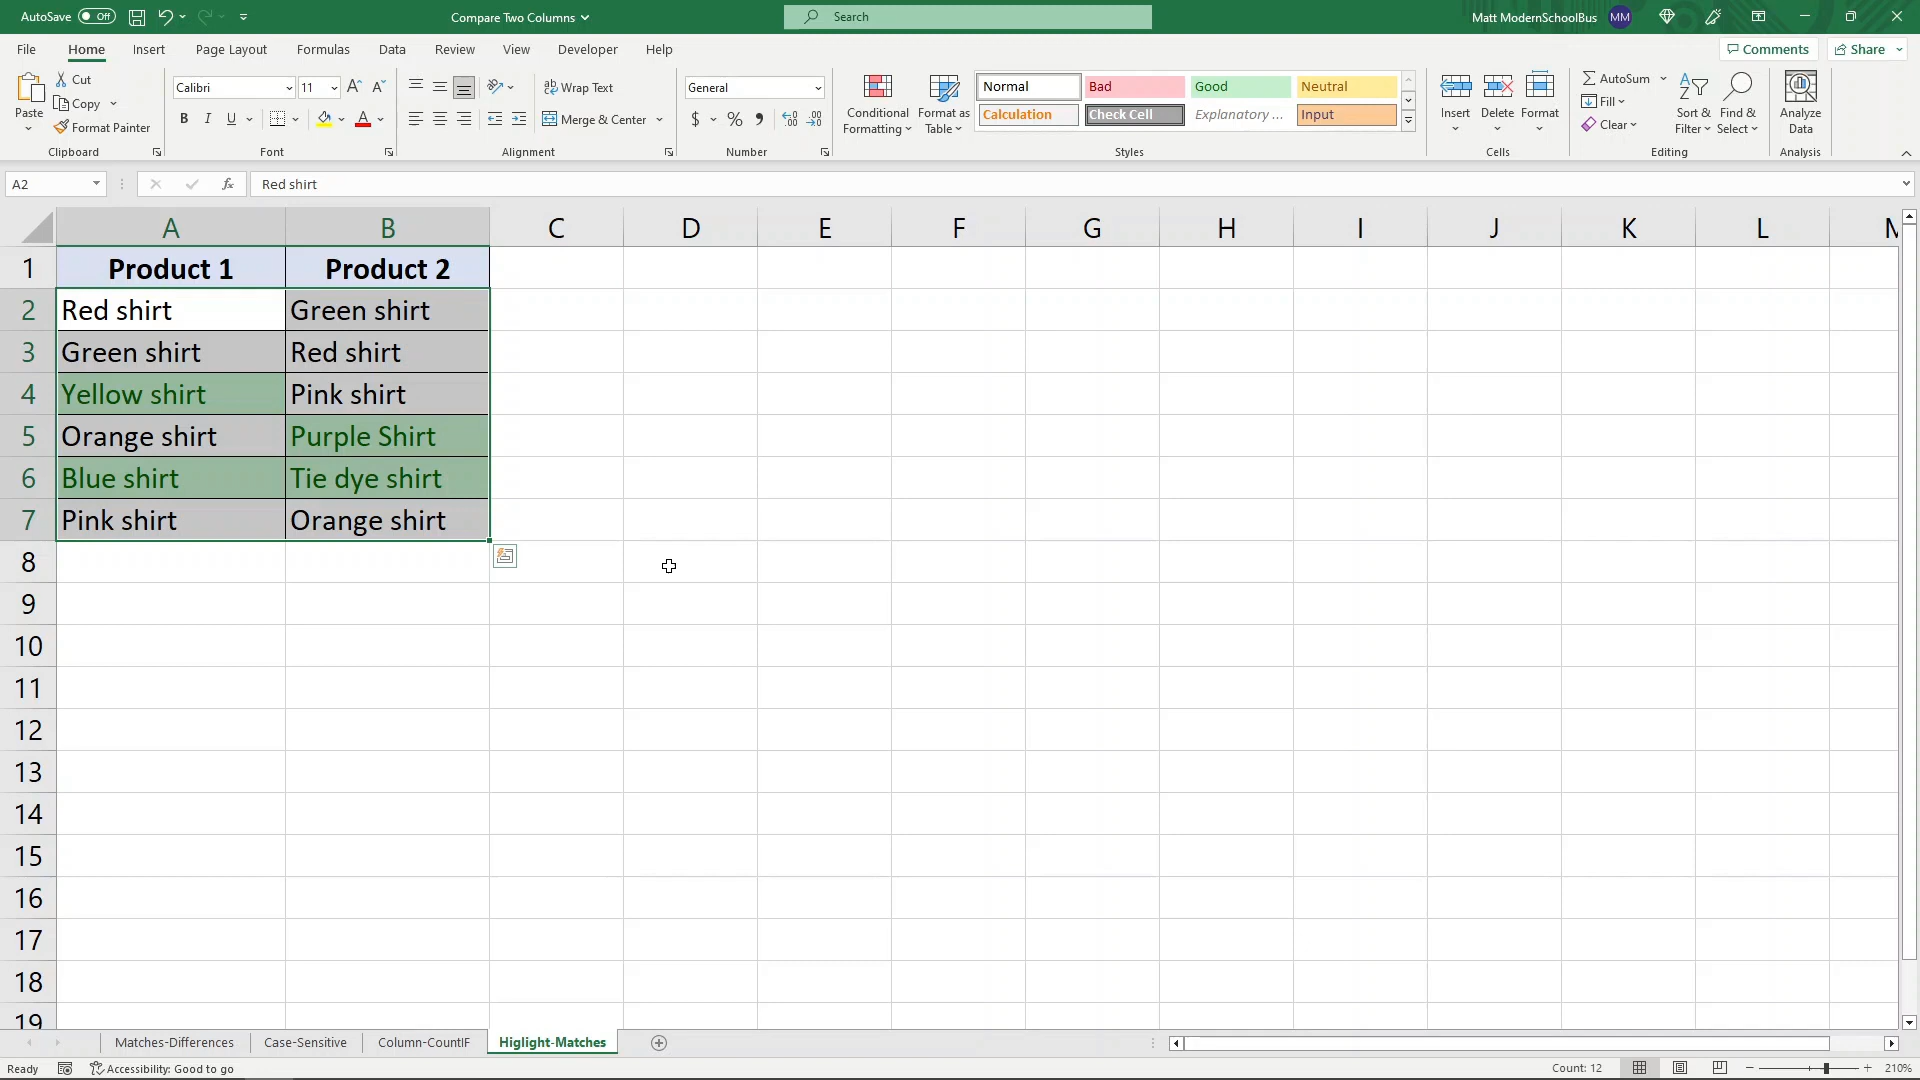 AutoSave Off Compare Two Columns Search Matt ModernSchoolBus MM
File Home Insert Page Layout Formulas Data Review View Developer Help Comments Share
Paste Cut Copy Format Painter
Calibri 11
B I U
Wrap Text
Merge & Center
General
$ %
Conditional Formatting
Format as Table
Normal Bad Good Neutral
Calculation Check Cell Explanatory ... Input
Insert Delete Format
AutoSum
Fill
Clear
Sort & Filter
Find & Select
Analyze Data
Clipboard Font Alignment Number Styles Cells Editing Analysis
A2 fx Red shirt
A B C D E F G H I J K L
1 Product 1 Product 2
2 Red shirt Green shirt
3 Green shirt Red shirt
4 Yellow shirt Pink shirt
5 Orange shirt Purple Shirt
6 Blue shirt Tie dye shirt
7 Pink shirt Orange shirt
8
9
10
11
12
13
14
15
16
17
18
19
Matches-Differences Case-Sensitive Column-CountIF Higlight-Matches
Ready Accessibility: Good to go Count: 12 210%